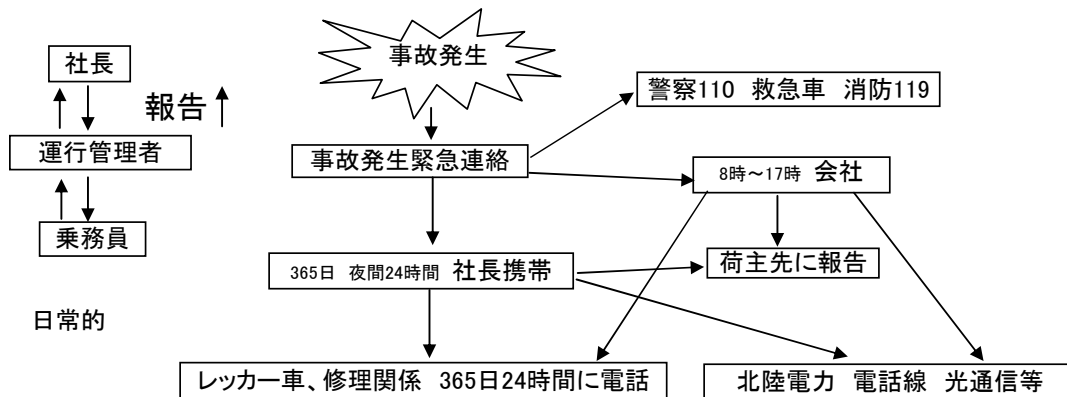 事故発生
社長
報告
警察110 救急車 消防119
運行管理者
事故発生緊急連絡
8時～17時 会社
乗務員
365日 夜間24時間 社長携帯
荷主先に報告
日常的
レッカー車、修理関係 365日24時間に電話
北陸電力 電話線 光通信等